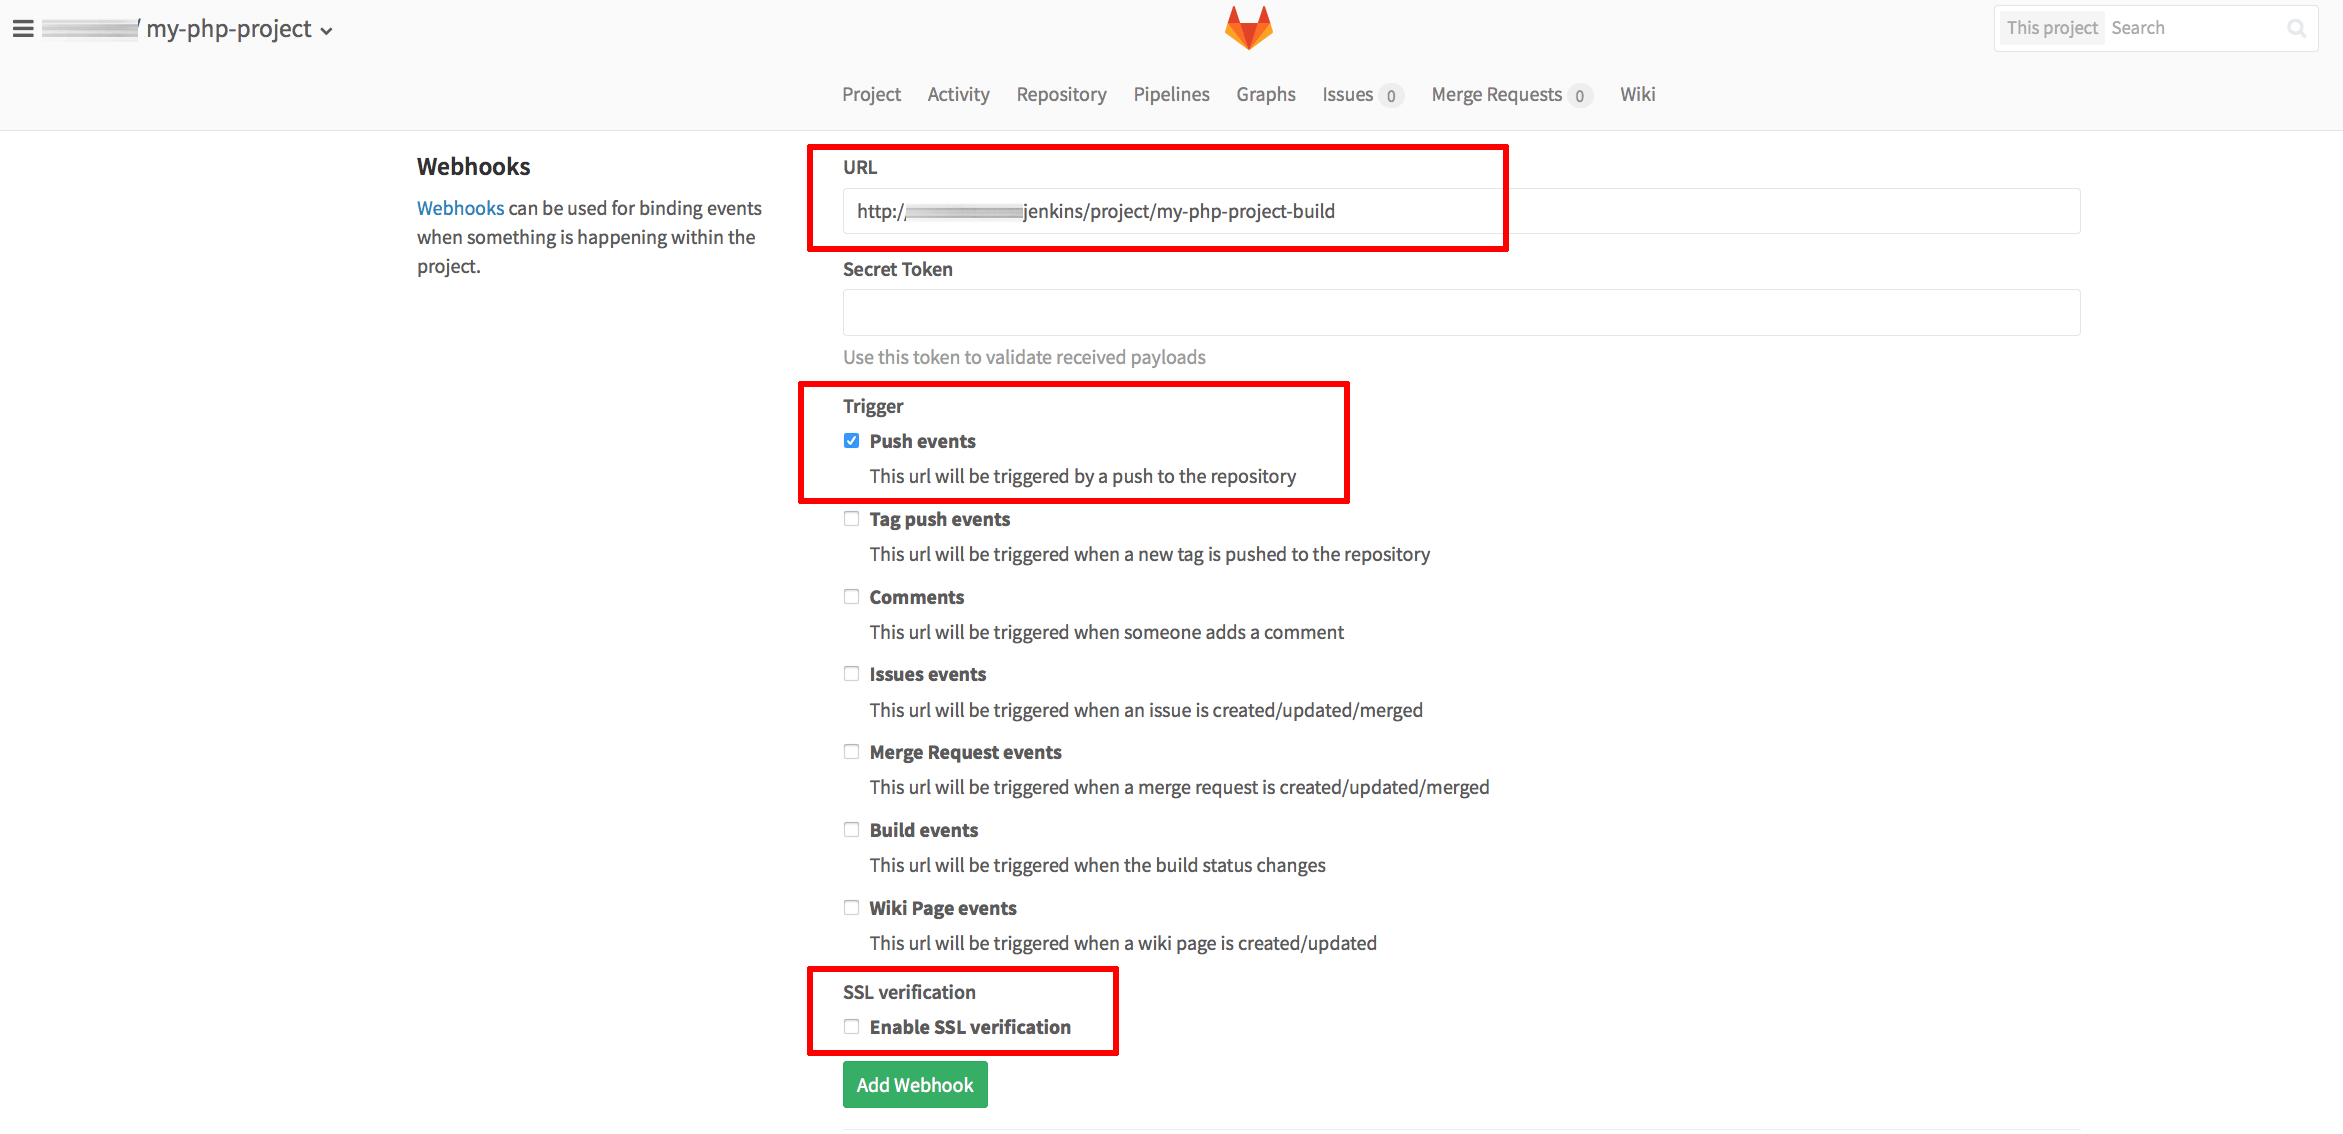 / my-php-project
This project Search
Project Activity Repository Pipelines Graphs Issues 0 Merge Requests 0 Wiki
Webhooks
Webhooks can be used for binding events
when something is happening within the
project.
URL
http:/ jenkins/project/my-php-project-build
Secret Token
Use this token to validate received payloads
Trigger
Push events
This url will be triggered by a push to the repository
Tag push events
This url will be triggered when a new tag is pushed to the repository
Comments
This url will be triggered when someone adds a comment
Issues events
This url will be triggered when an issue is created/updated/merged
Merge Request events
This url will be triggered when a merge request is created/updated/merged
Build events
This url will be triggered when the build status changes
Wiki Page events
This url will be triggered when a wiki page is created/updated
SSL verification
Enable SSL verification
Add Webhook